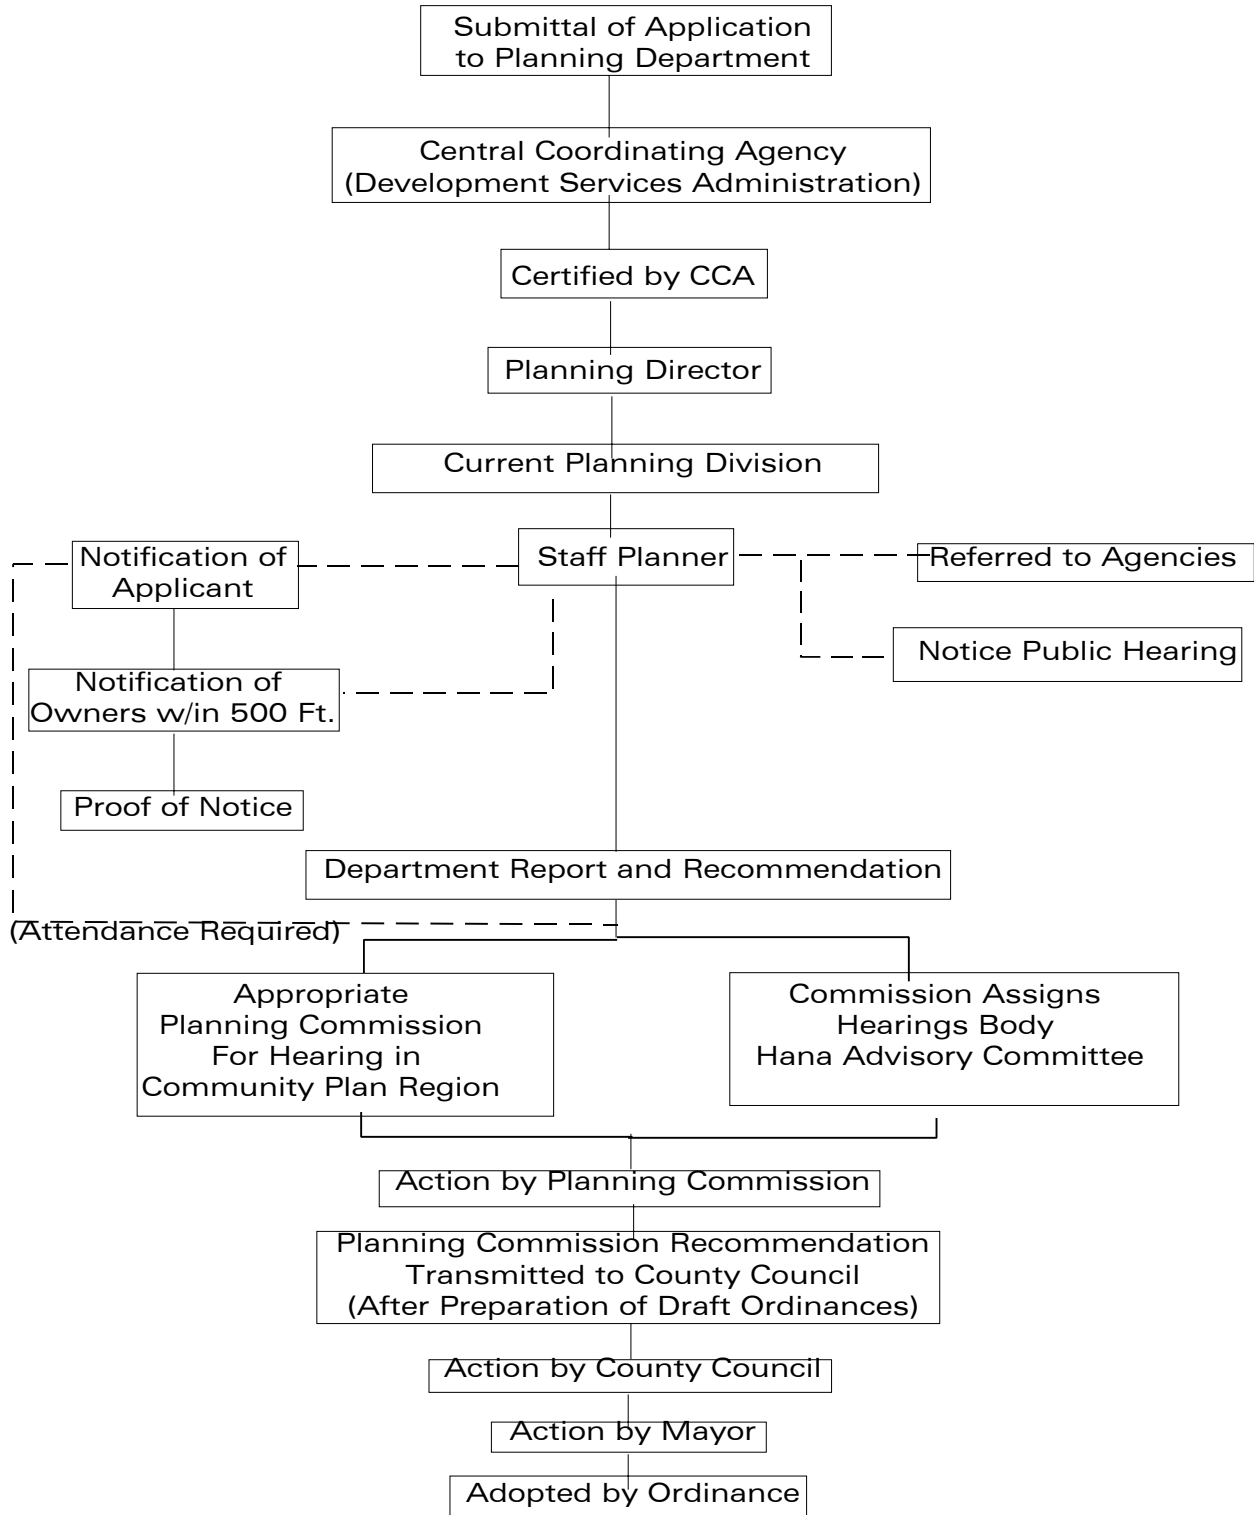 Submittal of Application
to Planning Department
Central Coordinating Agency
(Development Services Administration)
Certified by CCA
Planning Director
Current Planning Division
Notification of
Applicant
Staff Planner
Referred to Agencies
Notice Public Hearing
Notification of
Owners w/in 500 Ft.
Proof of Notice
Department Report and Recommendation
(Attendance Required)
Appropriate
Planning Commission
For Hearing in
Community Plan Region
Commission Assigns
Hearings Body
Hana Advisory Committee
Action by Planning Commission
Planning Commission Recommendation
Transmitted to County Council
(After Preparation of Draft Ordinances)
Action by County Council
Action by Mayor
Adopted by Ordinance